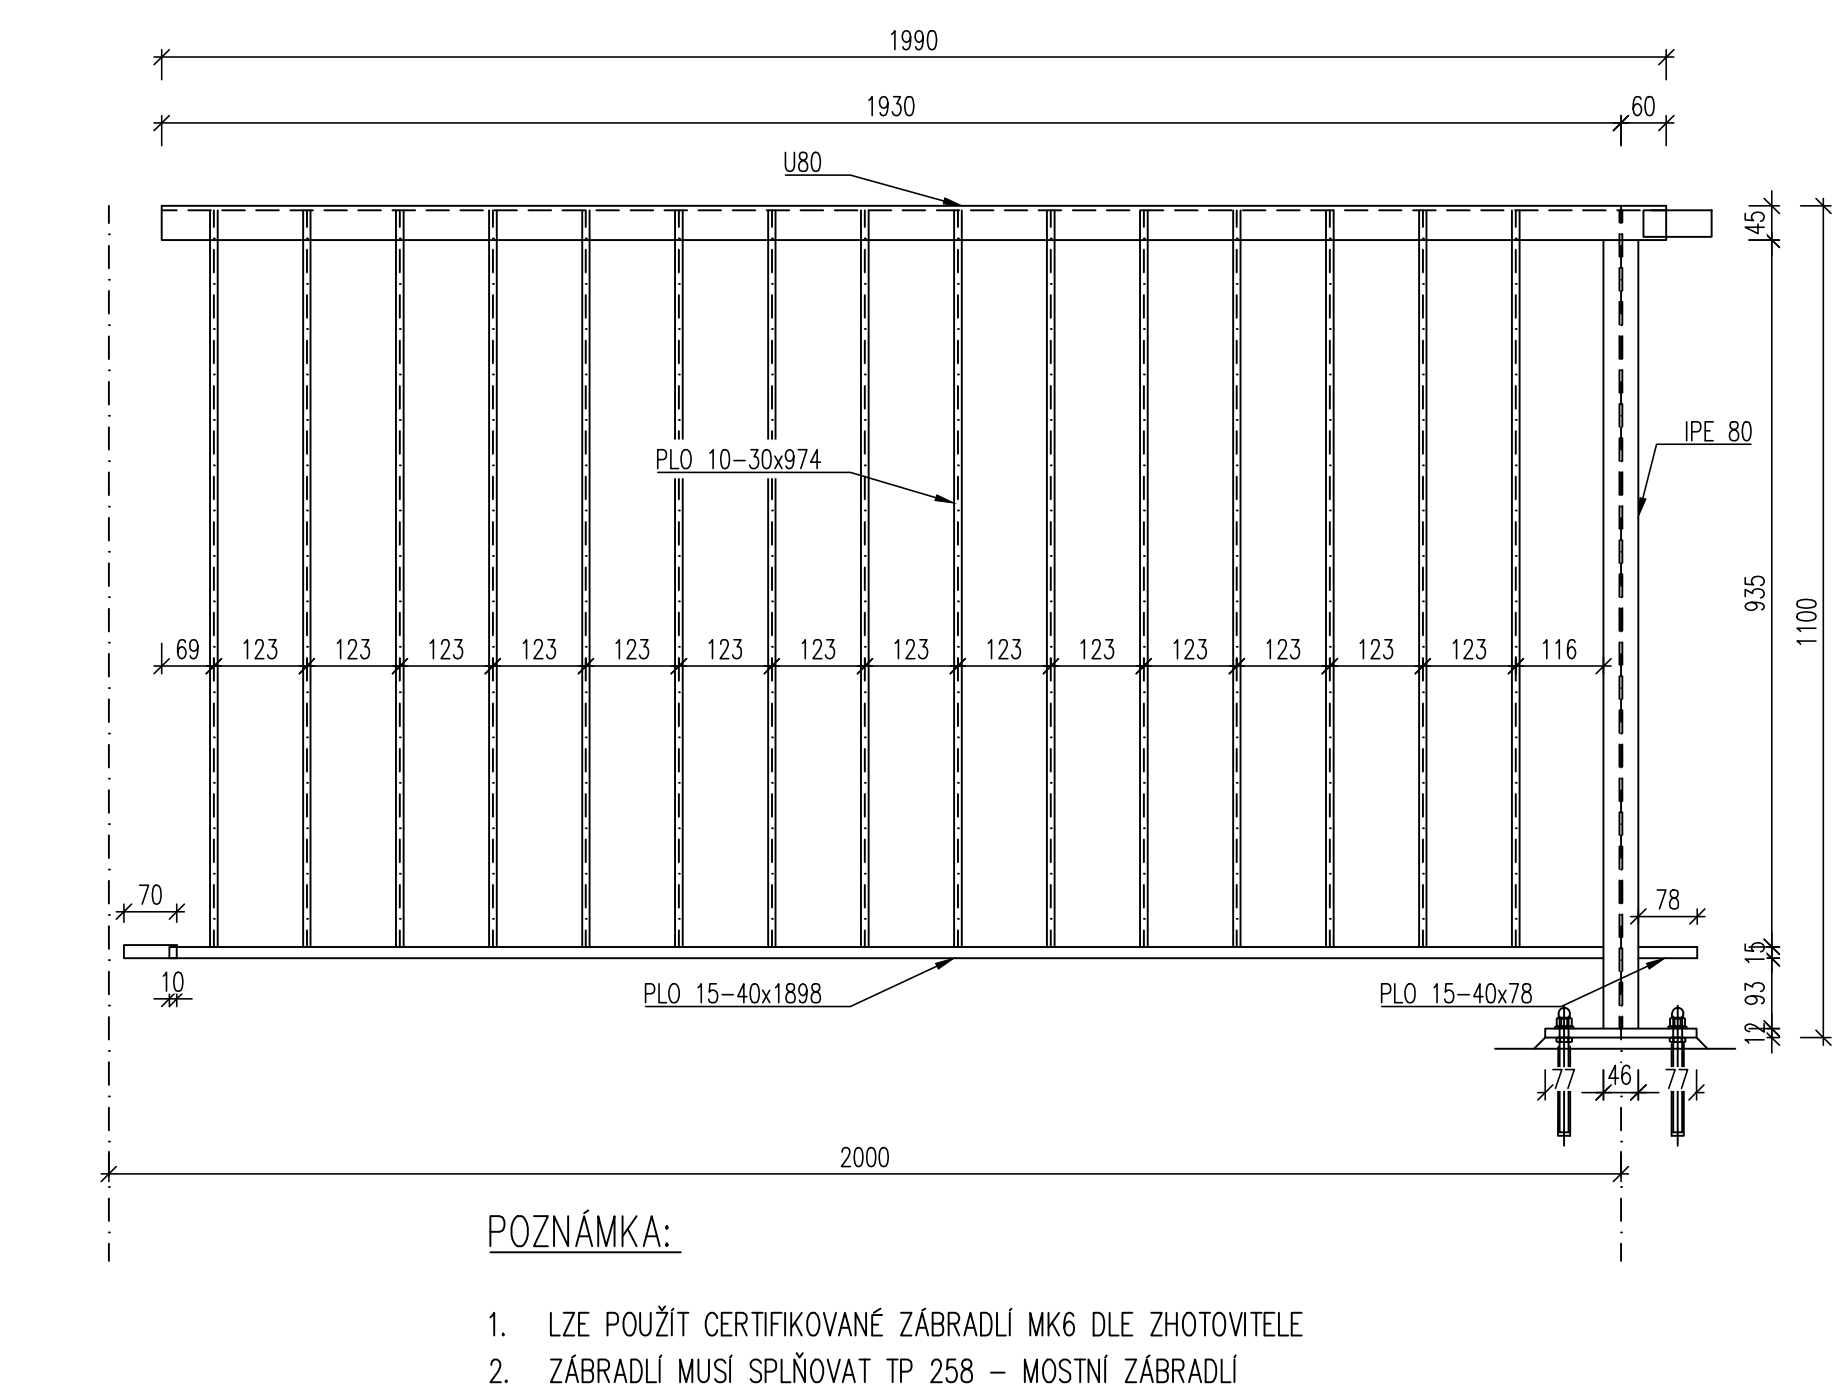 1990
1930
60
U80
45
IPE 80
PLO 10-30x974
935
1100
69 123 123 123 123 123 123 123 123 123 123 123 123 123 123 116
70
78
15
10
PLO 15-40x1898
PLO 15-40x78
93
12
77 46 77
2000
POZNÁMKA:
1. LZE POUŽÍT CERTIFIKOVANÉ ZÁBRADLÍ MK6 DLE ZHOTOVITELE
2. ZÁBRADLÍ MUSÍ SPLŇOVAT TP 258 – MOSTNÍ ZÁBRADLÍ